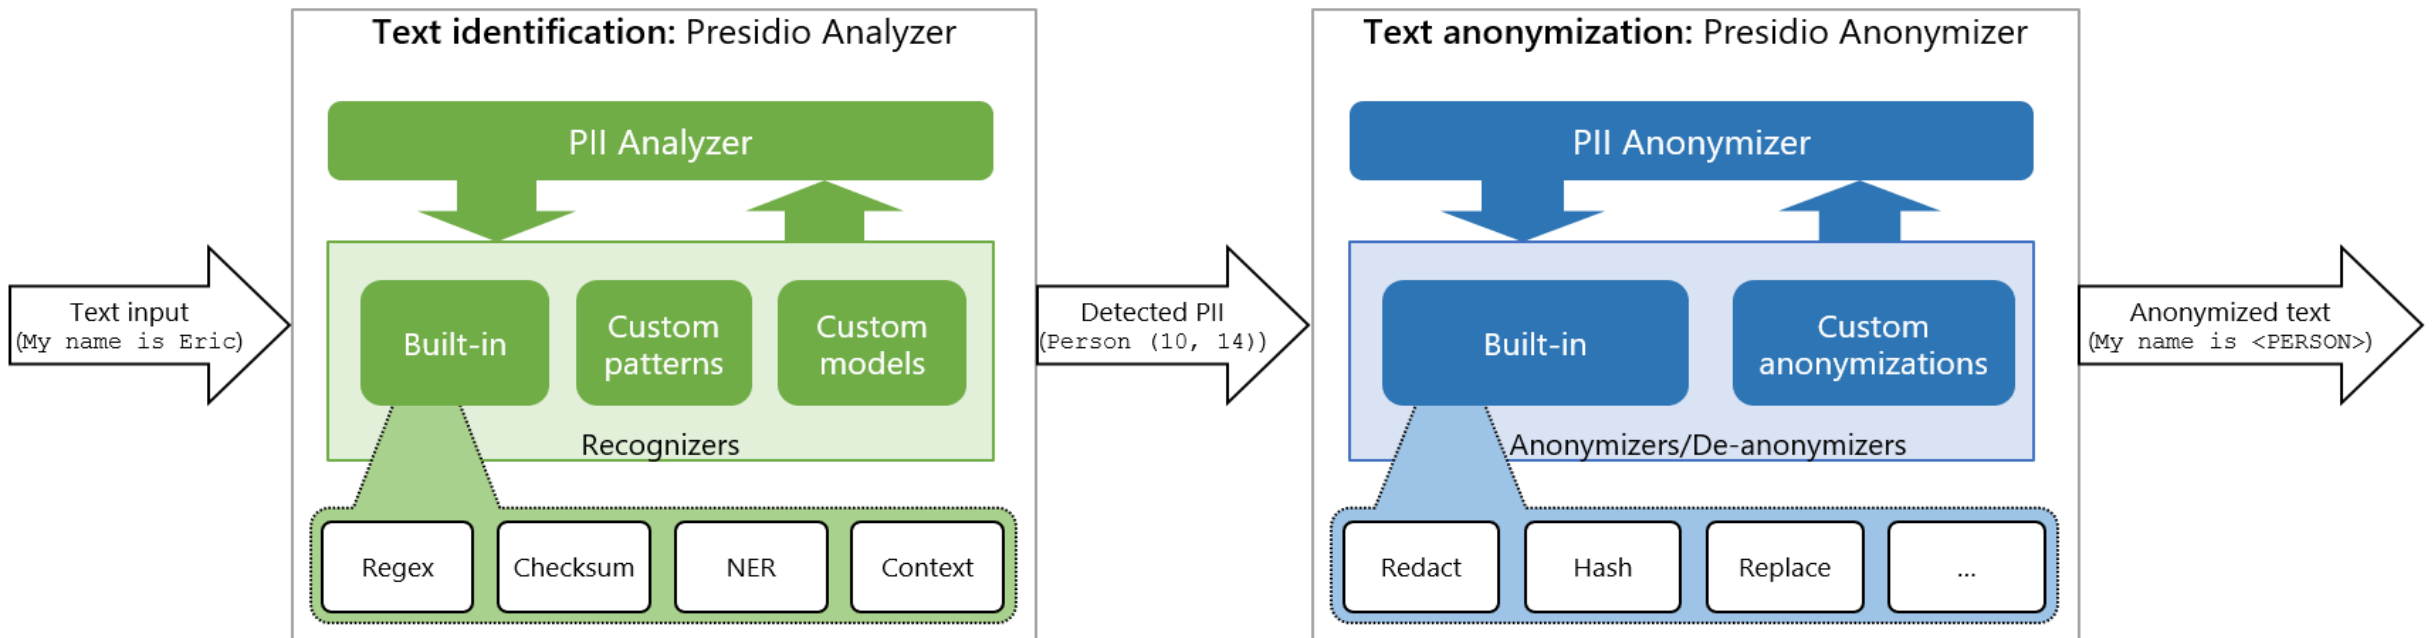 Text identification: Presidio Analyzer
PII Analyzer
Text input
(My name is Eric)
Built-in
Custom
patterns
Custom
models
Recognizers
Regex
Checksum
NER
Context
Detected PII
(Person (10, 14))
Text anonymization: Presidio Anonymizer
PII Anonymizer
Built-in
Custom
anonymizations
Anonymizers/De-anonymizers
Redact
Hash
Replace
...
Anonymized text
(My name is <PERSON>)